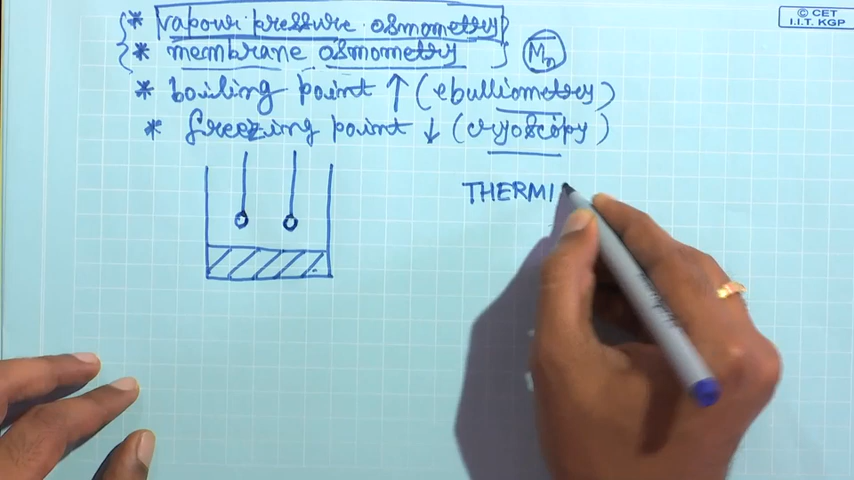 © CET
I.I.T. KGP
* vapour pressure osmometry
* membrane osmometry Mn
* boiling point ↑ (ebulliometry)
* freezing point ↓ (cryoscopy)
THERMI